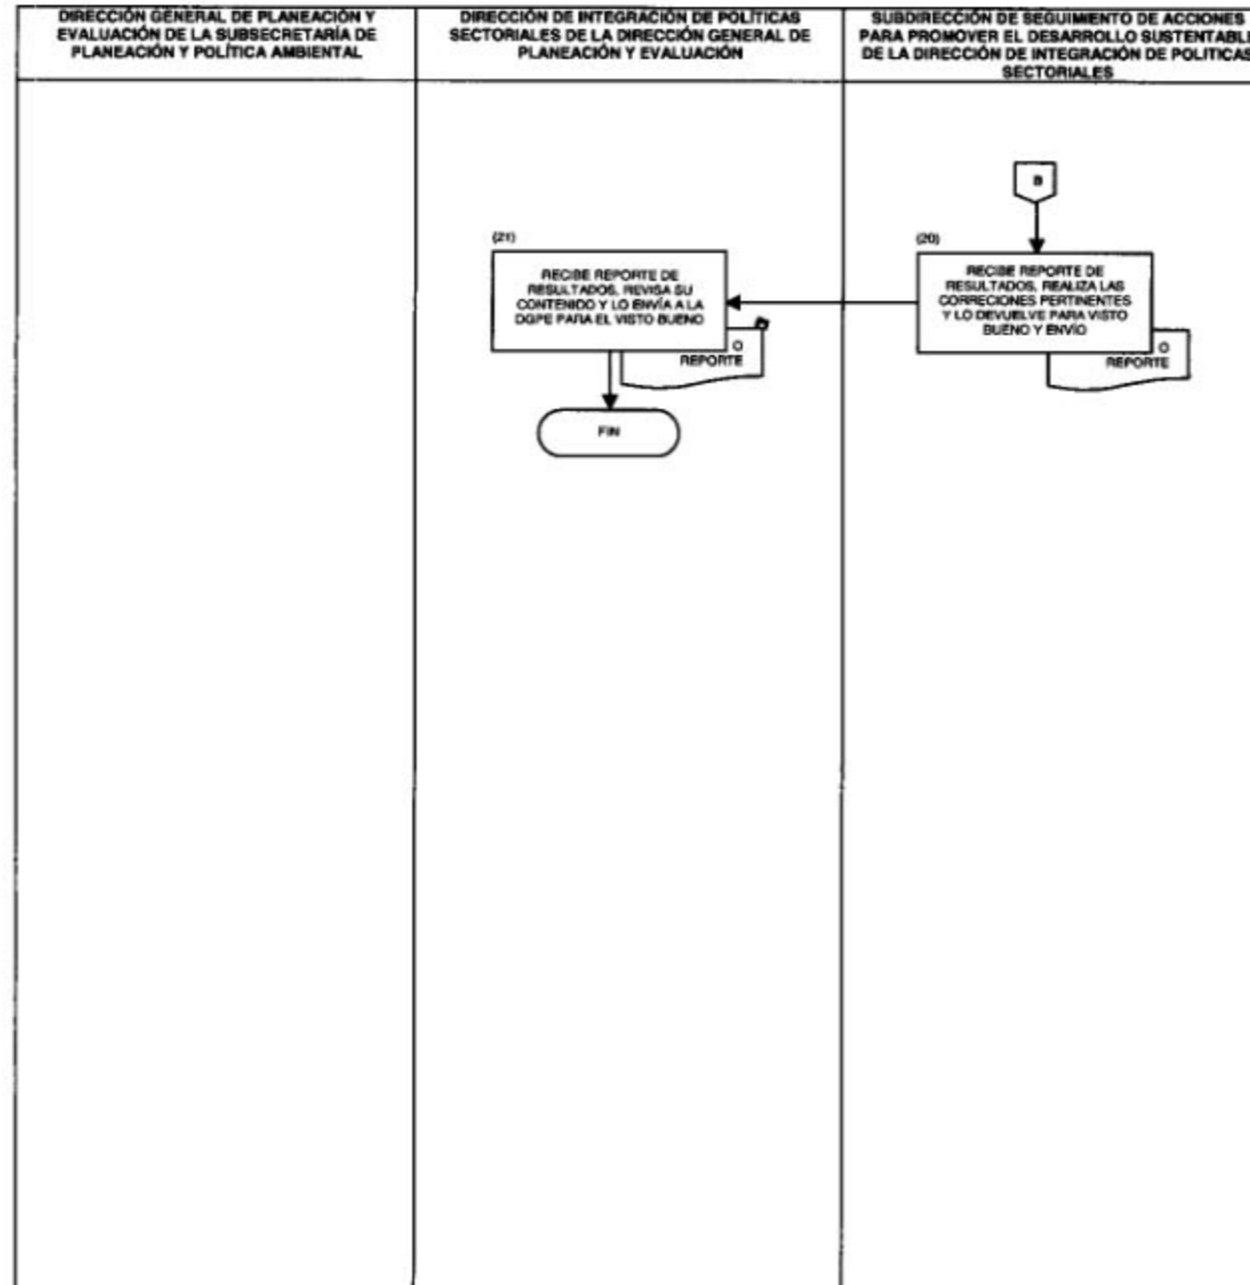 DIRECCIÓN GENERAL DE PLANEACIÓN Y
EVALUACIÓN DE LA SUBSECRETARÍA DE
PLANEACIÓN Y POLÍTICA AMBIENTAL
DIRECCIÓN DE INTEGRACIÓN DE POLÍTICAS
SECTORIALES DE LA DIRECCIÓN GENERAL DE
PLANEACIÓN Y EVALUACIÓN
SUBDIRECCIÓN DE SEGUIMIENTO DE ACCIONES
PARA PROMOVER EL DESARROLLO SUSTENTABLE
DE LA DIRECCIÓN DE INTEGRACIÓN DE POLITICAS
SECTORIALES
B
(20)
RECIBE REPORTE DE
RESULTADOS, REALIZA LAS
CORRECIONES PERTINENTES
Y LO DEVUELVE PARA VISTO
BUENO Y ENVÍO
O
REPORTE
(21)
RECIBE REPORTE DE
RESULTADOS, REVISA SU
CONTENIDO Y LO ENVÍA A LA
DGPE PARA EL VISTO BUENO
O
REPORTE
FIN